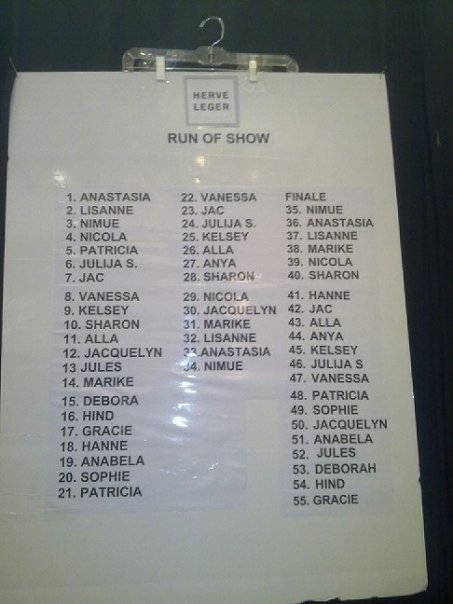 HERVE
LEGER
RUN OF SHOW
1. ANASTASIA
2. LISANNE
3. NIMUE
4. NICOLA
5. PATRICIA
6. JULIJA S.
7. JAC
8. VANESSA
9. KELSEY
10. SHARON
11. ALLA
12. JACQUELYN
13 JULES
14. MARIKE
15. DEBORA
16. HIND
17. GRACIE
18. HANNE
19. ANABELA
20. SOPHIE
21. PATRICIA
22. VANESSA
23. JAC
24. JULIJA S.
25. KELSEY
26. ALLA
27. ANYA
28. SHARON
29. NICOLA
30. JACQUELYN
31. MARIKE
32. LISANNE
33. ANASTASIA
34. NIMUE
FINALE
35. NIMUE
36. ANASTASIA
37. LISANNE
38. MARIKE
39. NICOLA
40. SHARON
41. HANNE
42. JAC
43. ALLA
44. ANYA
45. KELSEY
46. JULIJA S
47. VANESSA
48. PATRICIA
49. SOPHIE
50. JACQUELYN
51. ANABELA
52. JULES
53. DEBORAH
54. HIND
55. GRACIE